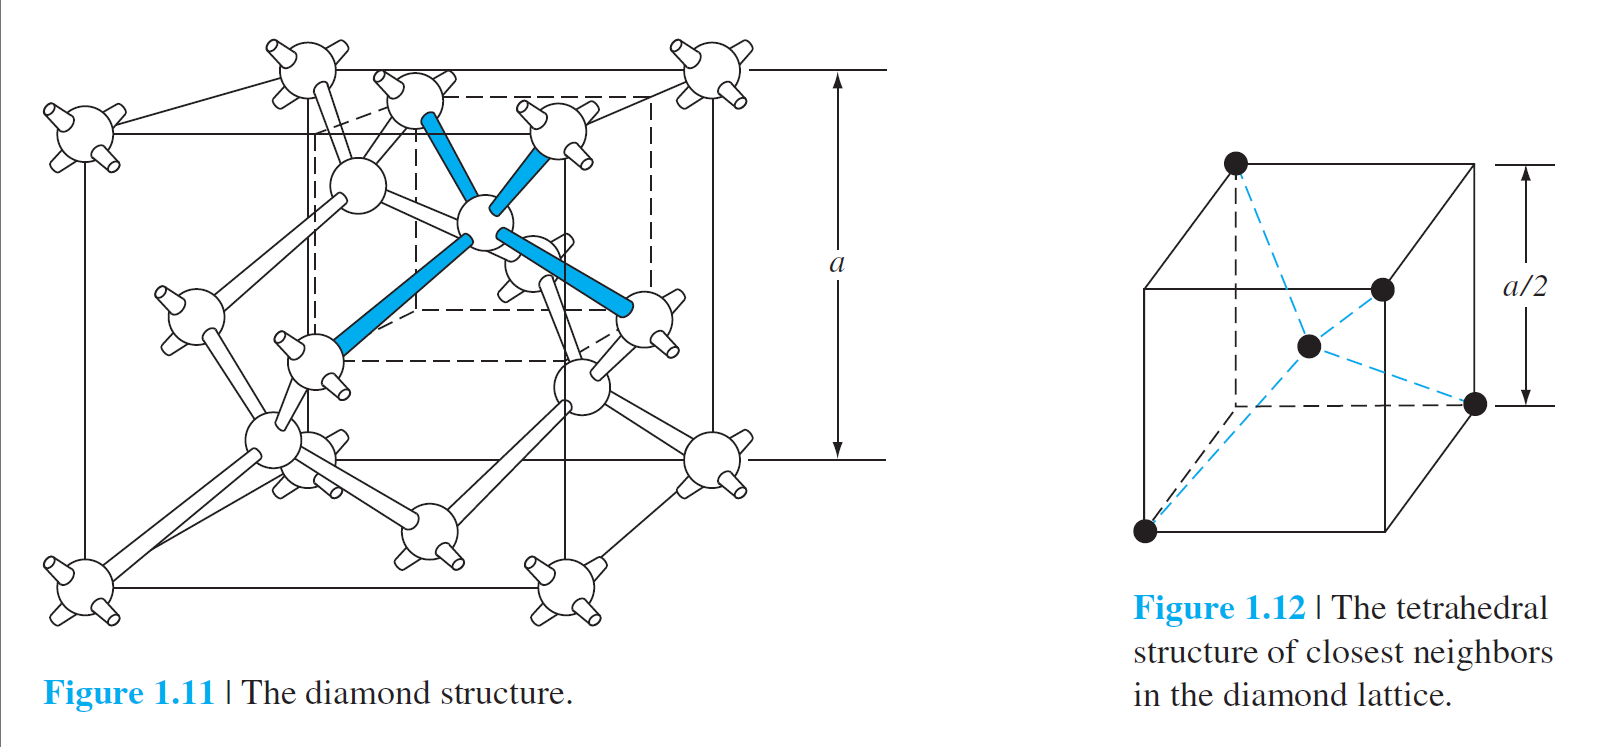 a
a/2
Figure 1.11 | The diamond structure.
Figure 1.12 | The tetrahedral
structure of closest neighbors
in the diamond lattice.